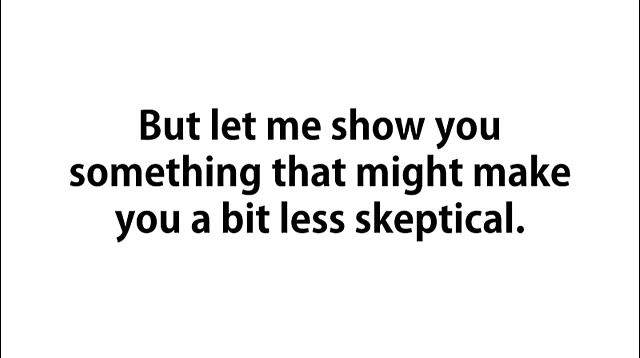 But let me show you
something that might make
you a bit less skeptical.